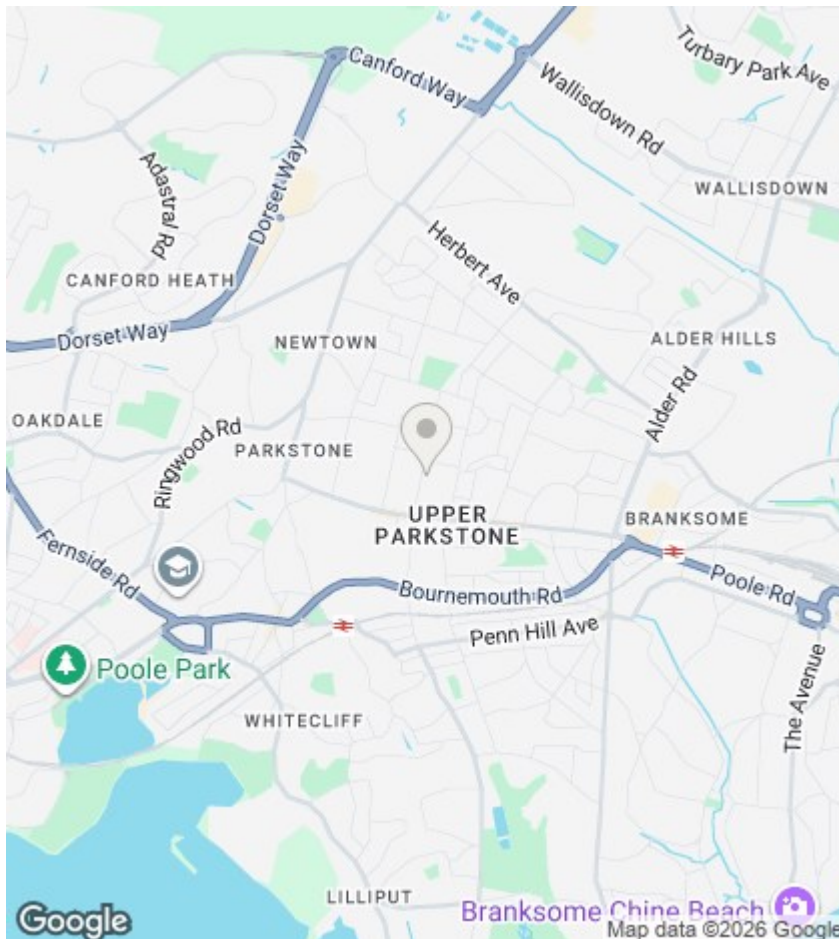 Canford Way
Turbary Park Ave
Wallisdown Rd
WALLISDOWN
Adastral Rd
Dorset Way
Herbert Ave
CANFORD HEATH
Dorset Way
NEWTOWN
ALDER HILLS
OAKDALE
Alder Rd
Ringwood Rd
PARKSTONE
UPPER
PARKSTONE
BRANKSOME
Fernside Rd
Bournemouth Rd
Poole Rd
Penn Hill Ave
Poole Park
The Avenue
WHITECLIFF
LILLIPUT
Branksome Chine Beach
Google
Map data ©2026 Google